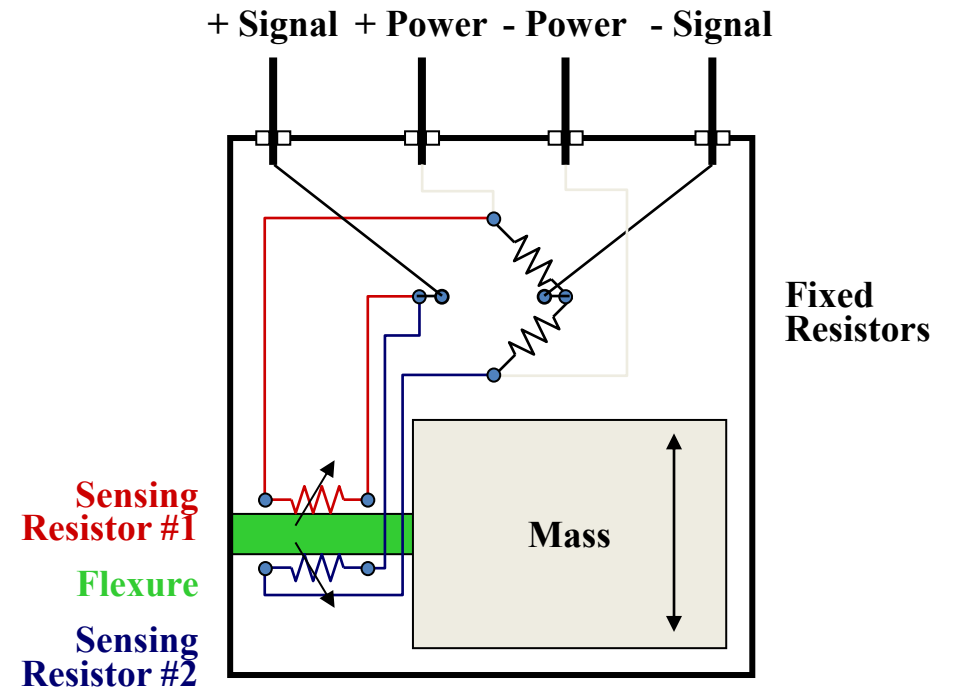 + Signal + Power - Power - Signal
Fixed
Resistors
Sensing
Resistor #1
Mass
Flexure
Sensing
Resistor #2